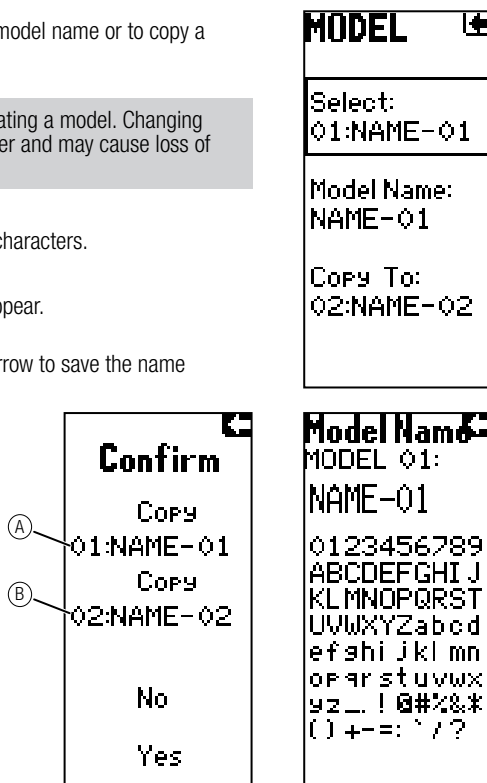 model name or to copy a
ating a model. Changing
er and may cause loss of
characters.
ppear.
rrow to save the name
MODEL
Select:
01:NAME-01
Model Name:
NAME-01
Copy To:
02:NAME-02
Confirm
Copy
A
01:NAME-01
Copy
B
02:NAME-02
No
Yes
Model Name
MODEL 01:
NAME-01
0123456789
ABCDEFGHIJ
KLMNOPQRST
UVWXYZabcd
efghijklmn
opqrstuvwx
yz_.!@#%&*
()+-=:`/?